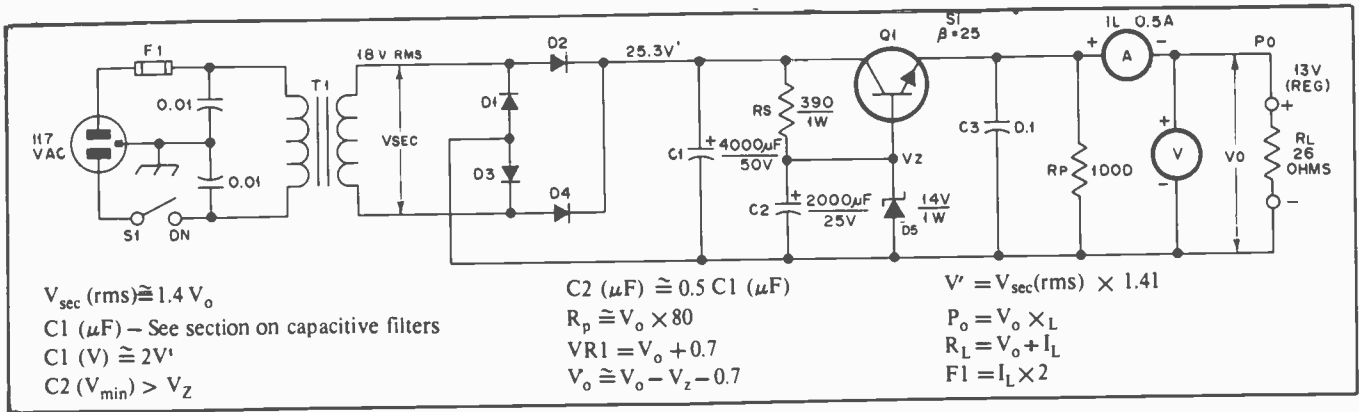 F1
0.01
0.01
117
VAC
S1
ON
T1
18V RMS
VSEC
D1
D2
D3
D4
25.3V'
C1
+
4000μF
50V
RS
390
1W
C2
+
2000μF
25V
Q1
SI
β=25
VZ
D5
14V
1W
C3
0.1
RP
1000
IL 0.5A
+ A -
+
V
-
VO
PO
13V
(REG)
+
RL
26
OHMS
-
Vsec (rms)≅1.4 Vo
C1 (μF) – See section on capacitive filters
C1 (V) ≅ 2V'
C2 (Vmin) > VZ
C2 (μF) ≅ 0.5 C1 (μF)
Rp ≅ Vo × 80
VR1 = Vo + 0.7
Vo ≅ Vo – Vz – 0.7
V' = Vsec(rms) × 1.41
Po = Vo × L
RL = Vo + IL
F1 = IL × 2